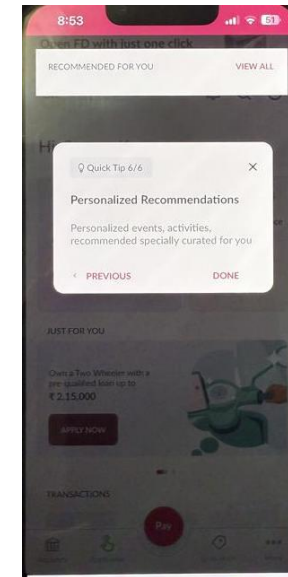 8:53
51
Open FD with just one click
RECOMMENDED FOR YOU
VIEW ALL
Quick Tip 6/6
Personalized Recommendations
Personalized events, activities,
recommended specially curated for you
PREVIOUS
DONE
JUST FOR YOU
Own a Two Wheeler with a
pre-qualified loan up to
₹ 2,15,000
APPLY NOW
TRANSACTIONS
Pay